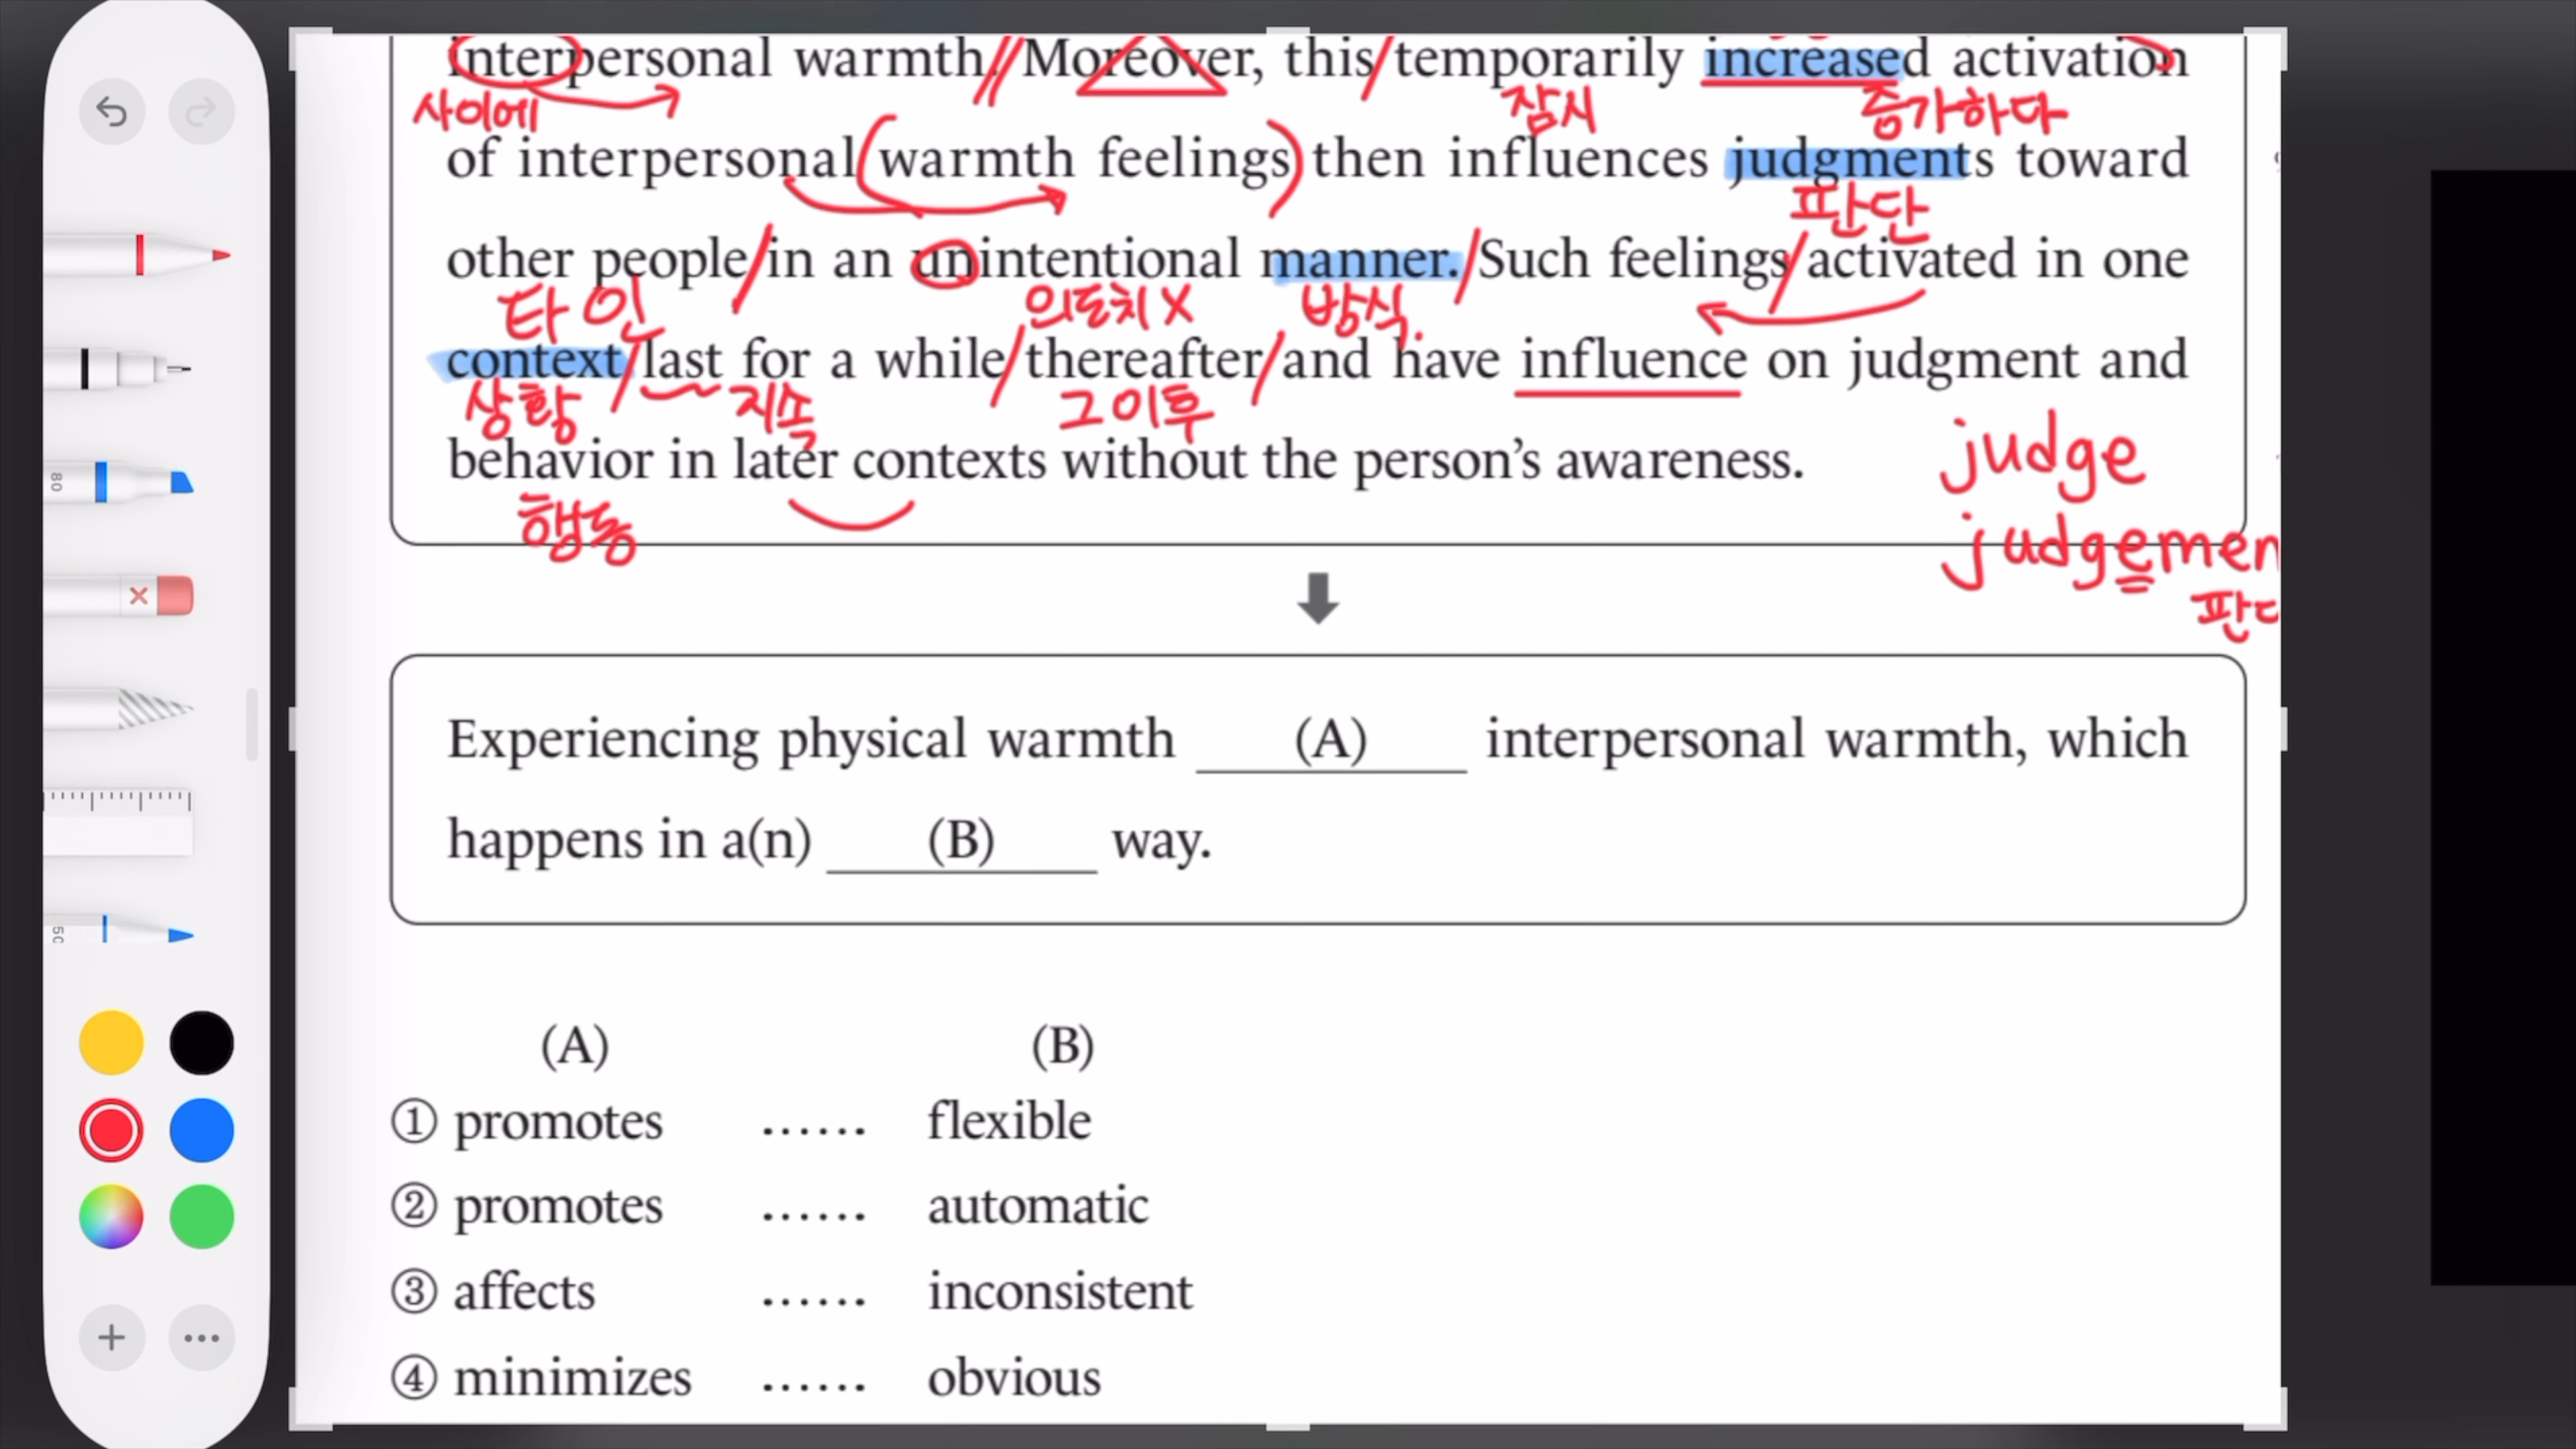 interpersonal warmth. Moreover, this temporarily increased activation
사이에 잠시 증가하다
of interpersonal warmth feelings then influences judgments toward
판단
other people in an unintentional manner. Such feelings activated in one
타인 의도치X 방식.
context last for a while thereafter and have influence on judgment and
상황 지속 그 이후
behavior in later contexts without the person's awareness.
judge
행동
judgemen
판
Experiencing physical warmth (A) interpersonal warmth, which
happens in a(n) (B) way.
(A) (B)
① promotes ...... flexible
② promotes ...... automatic
③ affects ...... inconsistent
④ minimizes ...... obvious
80
50